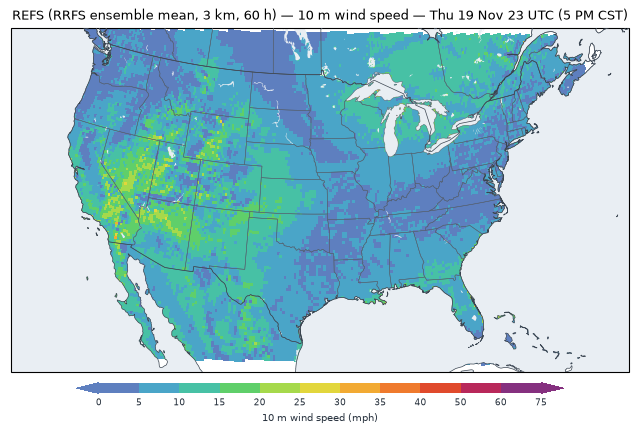 REFS (RRFS ensemble mean, 3 km, 60 h) — 10 m wind speed — Thu 19 Nov 23 UTC (5 PM CST)
0 5 10 15 20 25 30 35 40 50 60 75
10 m wind speed (mph)